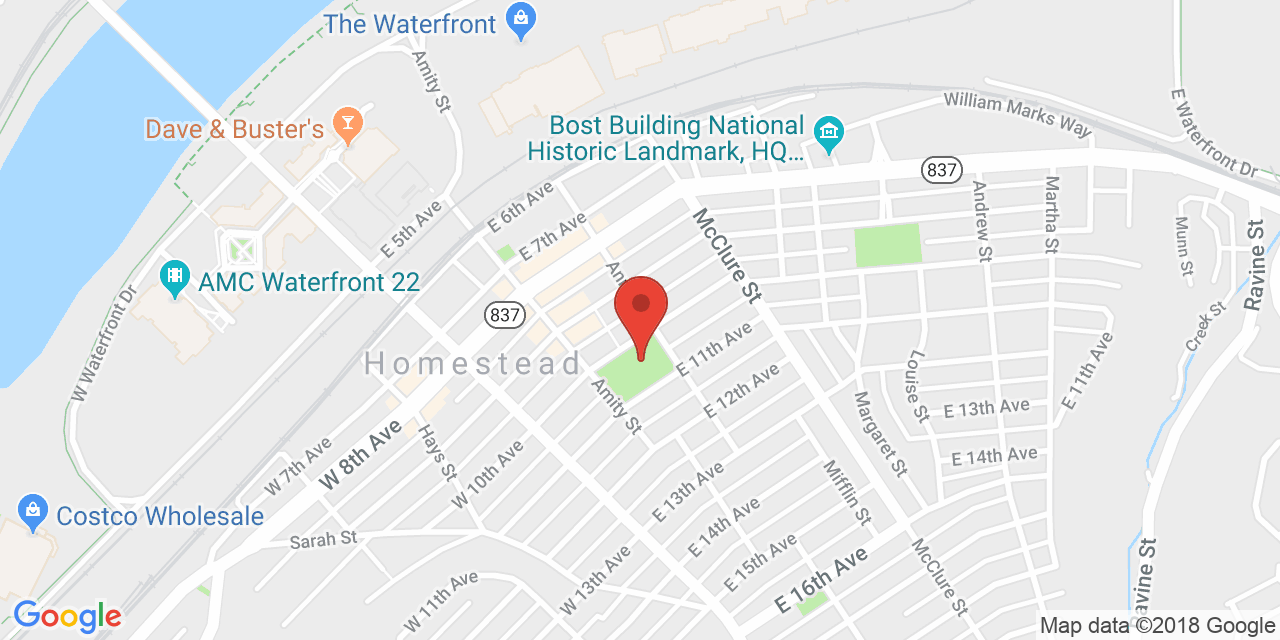 The Waterfront
Amity St
Dave & Buster's
Bost Building National
Historic Landmark, HQ...
William Marks Way
E Waterfront Dr
837
E 6th Ave
E 5th Ave
E 7th Ave
McClure St
Andrew St
Martha St
Munn St
Ravine St
AMC Waterfront 22
W Waterfront Dr
837
Homestead
E 11th Ave
Creek St
Louise St
E 11th Ave
Amity St
E 12th Ave
Margaret St
E 13th Ave
W 8th Ave
Hays St
W 7th Ave
W 10th Ave
E 14th Ave
E 13th Ave
Mifflin St
Costco Wholesale
Sarah St
E 14th Ave
E 15th Ave
E 16th Ave
McClure St
W 13th Ave
W 11th Ave
Ravine St
Google
Map data ©2018 Google